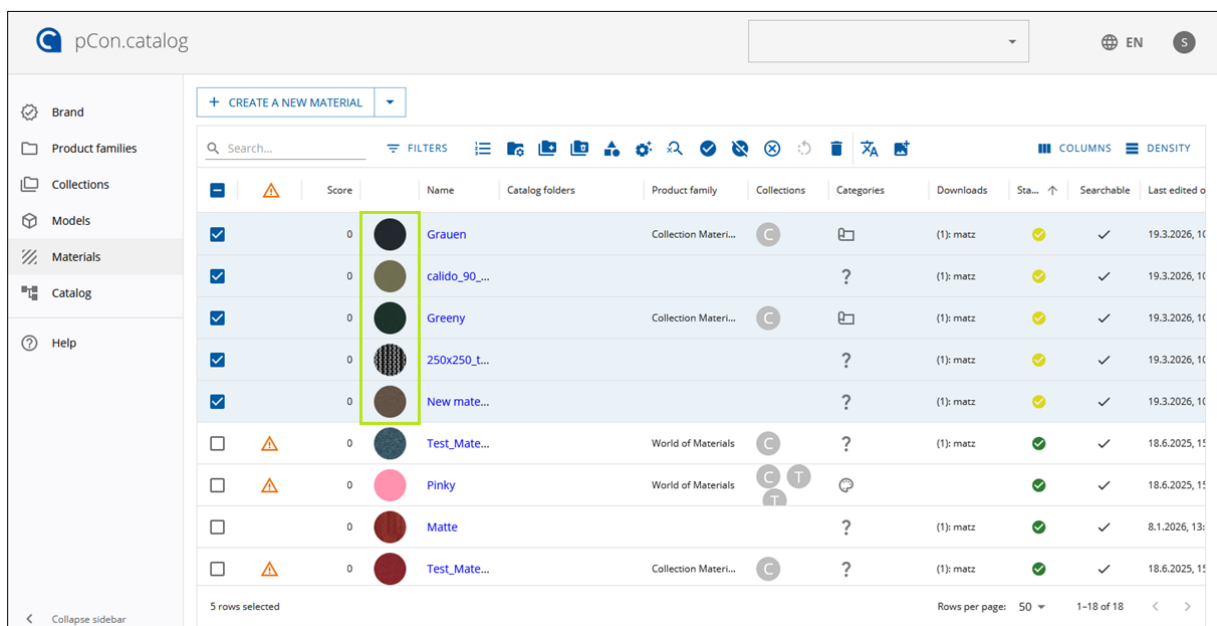 pCon.catalog
EN
S
Brand
Product families
Collections
Models
Materials
Catalog
Help
Collapse sidebar
+ CREATE A NEW MATERIAL
Search...
FILTERS
COLUMNS
DENSITY
Score Name Catalog folders Product family Collections Categories Downloads Sta... Searchable Last edited o
0 Grauen Collection Materi... C (1): matz 19.3.2026, 10
0 calido_90_... ? (1): matz 19.3.2026, 10
0 Greeny Collection Materi... C (1): matz 19.3.2026, 10
0 250x250_t... ? (1): matz 19.3.2026, 10
0 New mate... ? (1): matz 19.3.2026, 10
0 Test_Mate... World of Materials C ? (1): matz 18.6.2025, 15
0 Pinky World of Materials C T T 18.6.2025, 15
0 Matte ? (1): matz 8.1.2026, 13:
0 Test_Mate... Collection Materi... C ? (1): matz 18.6.2025, 15
5 rows selected
Rows per page: 50
1–18 of 18